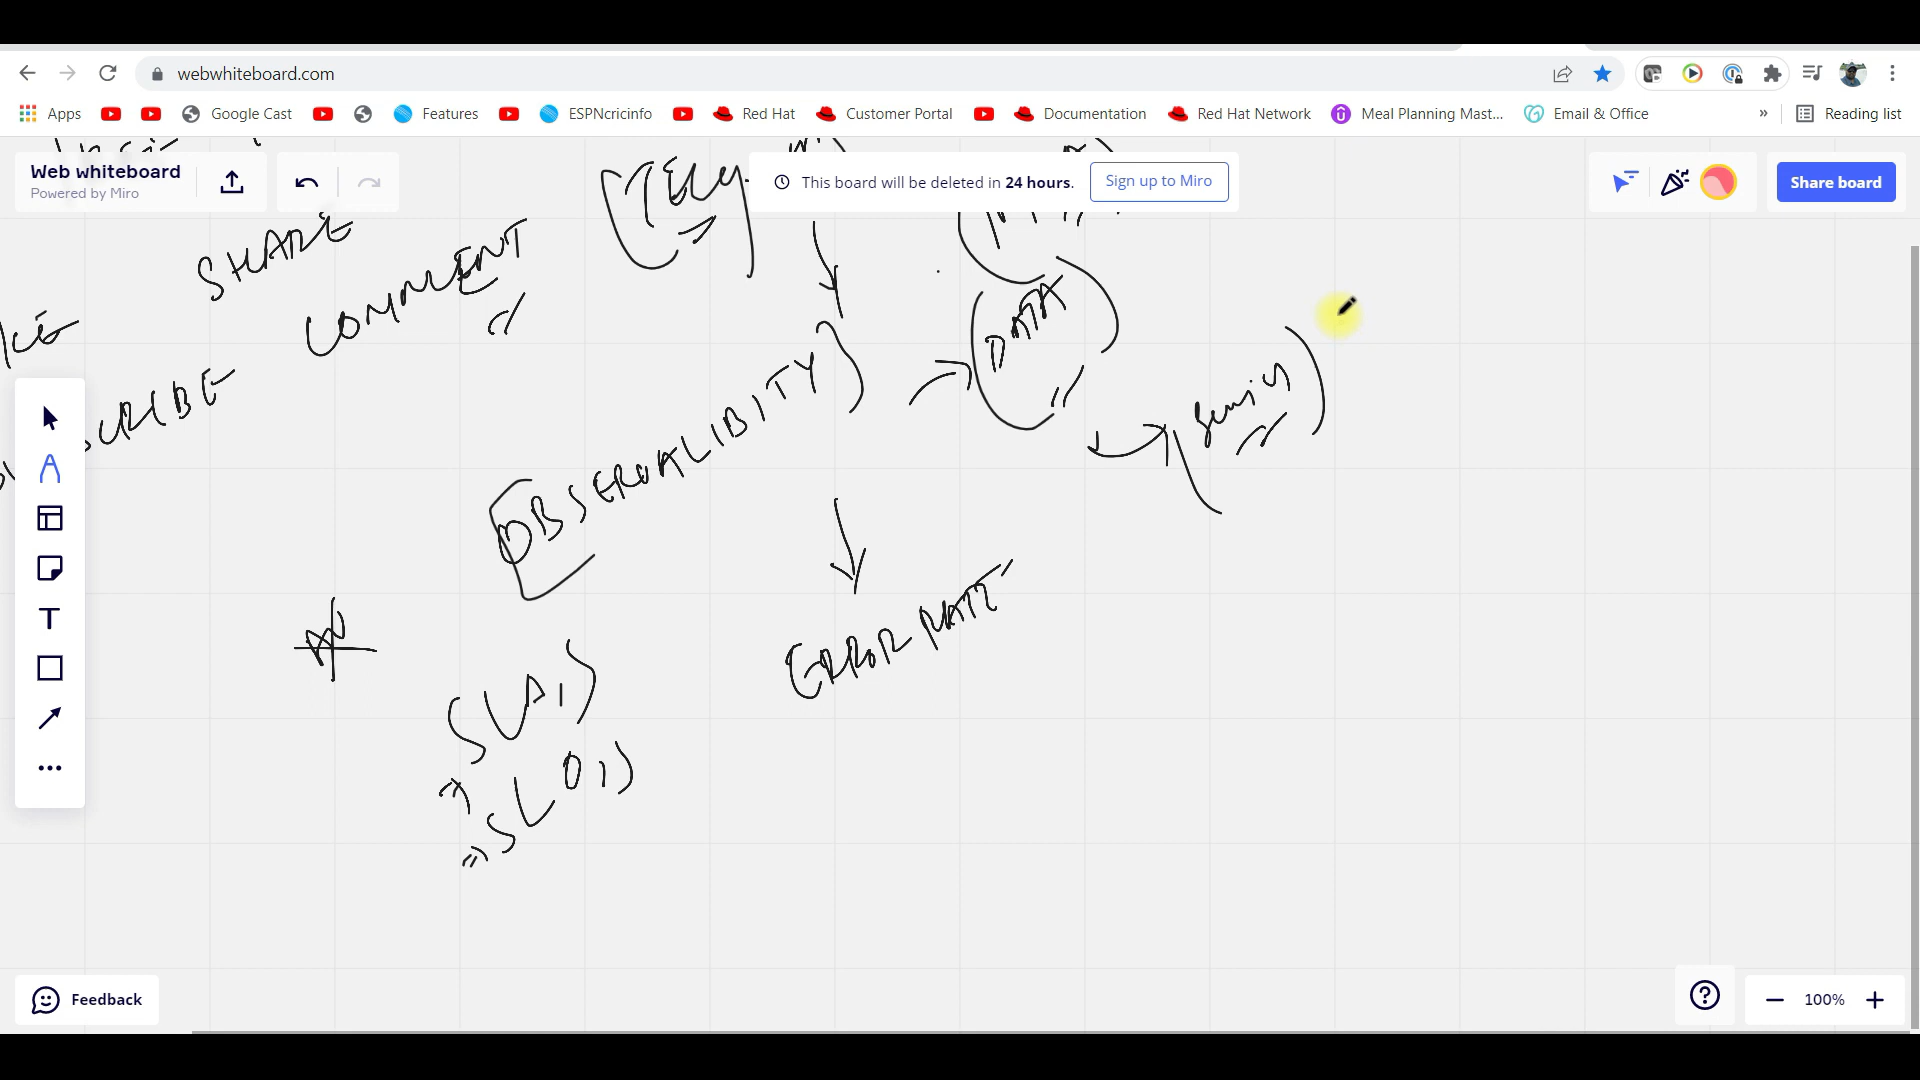 webwhiteboard.com
Apps
Google Cast
Features
ESPNcricinfo
Red Hat
Customer Portal
Documentation
Red Hat Network
Meal Planning Mast...
Email & Office
»
Reading list
Web whiteboard
Powered by Miro
This board will be deleted in 24 hours.
Sign up to Miro
Share board
SHARE
COMMENT
DATA
OBSERVALIBITY
ERROR RATE
SLA
SLO
T
Feedback
100%